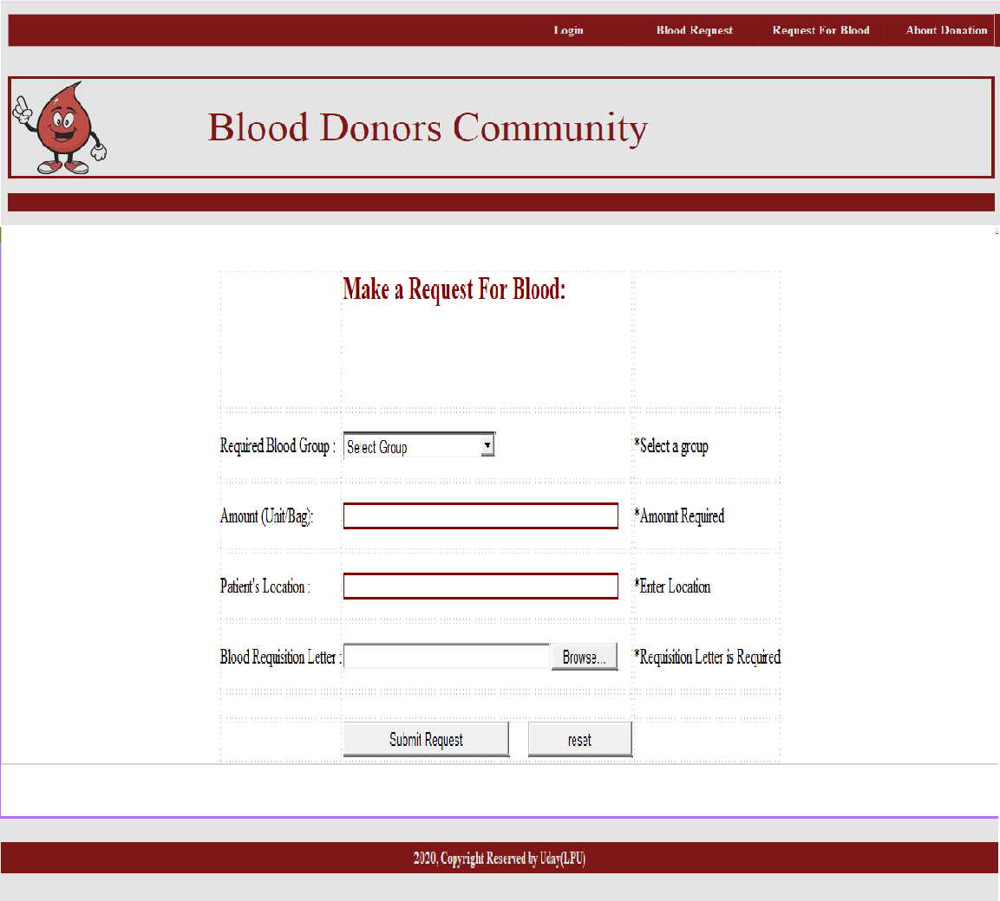 Login Blood Request Request For Blood About Donation
Blood Donors Community
Make a Request For Blood:
Required Blood Group : Select Group *Select a group
Amount (Unit/Bag): *Amount Required
Patient's Location : *Enter Location
Blood Requisition Letter : Browse... *Requisition Letter is Required
Submit Request reset
2020, Copyright Reserved by Uday(LPU)